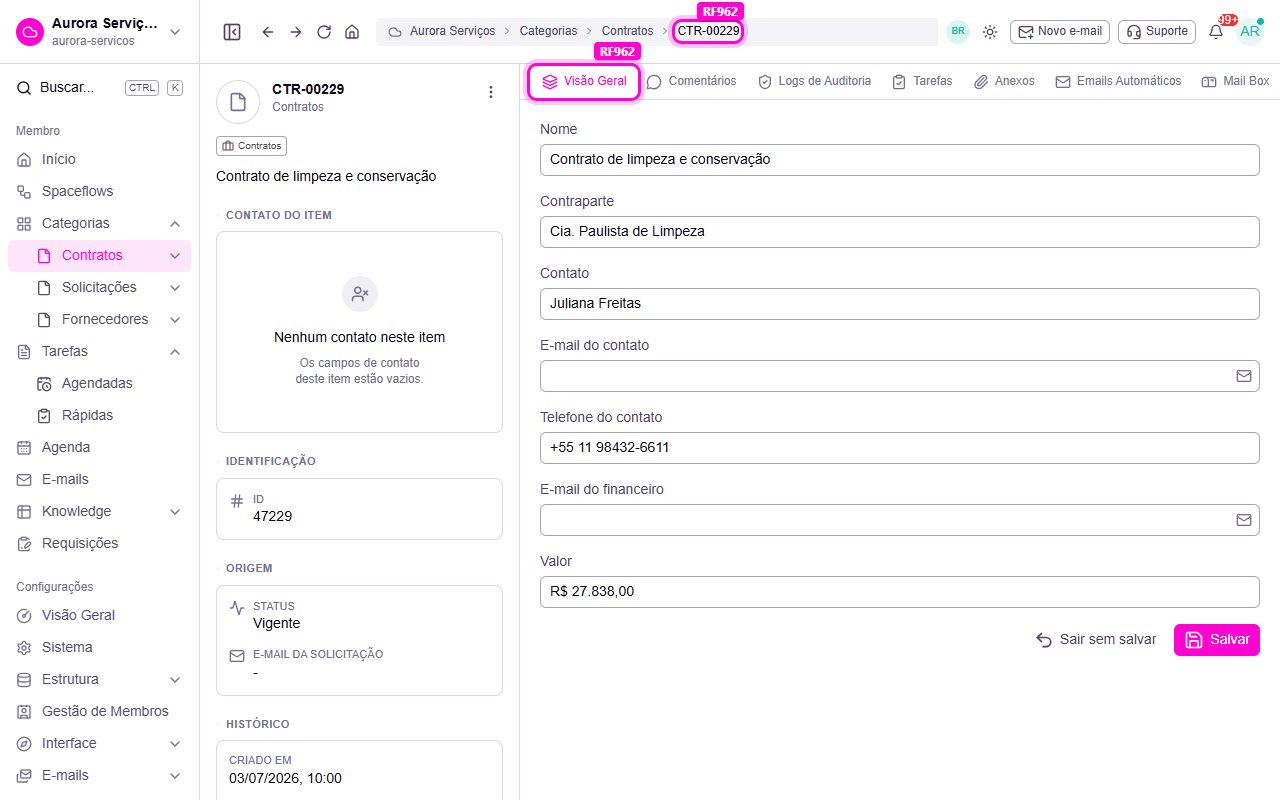 Aurora Serviç...
aurora-servicos
Buscar...
CTRL
K
Membro
Início
Spaceflows
Categorias
Contratos
Solicitações
Fornecedores
Tarefas
Agendadas
Rápidas
Agenda
E-mails
Knowledge
Requisições
Configurações
Visão Geral
Sistema
Estrutura
Gestão de Membros
Interface
E-mails
Aurora Serviços
Categorias
Contratos
RF962
CTR-00229
BR
Novo e-mail
Suporte
99+
AR
CTR-00229
Contratos
Contratos
Contrato de limpeza e conservação
CONTATO DO ITEM
Nenhum contato neste item
Os campos de contato
deste item estão vazios.
IDENTIFICAÇÃO
ID
47229
ORIGEM
STATUS
Vigente
E-MAIL DA SOLICITAÇÃO
-
HISTÓRICO
CRIADO EM
03/07/2026, 10:00
RF962
Visão Geral
Comentários
Logs de Auditoria
Tarefas
Anexos
Emails Automáticos
Mail Box
Nome
Contrato de limpeza e conservação
Contraparte
Cia. Paulista de Limpeza
Contato
Juliana Freitas
E-mail do contato
Telefone do contato
+55 11 98432-6611
E-mail do financeiro
Valor
R$ 27.838,00
Sair sem salvar
Salvar